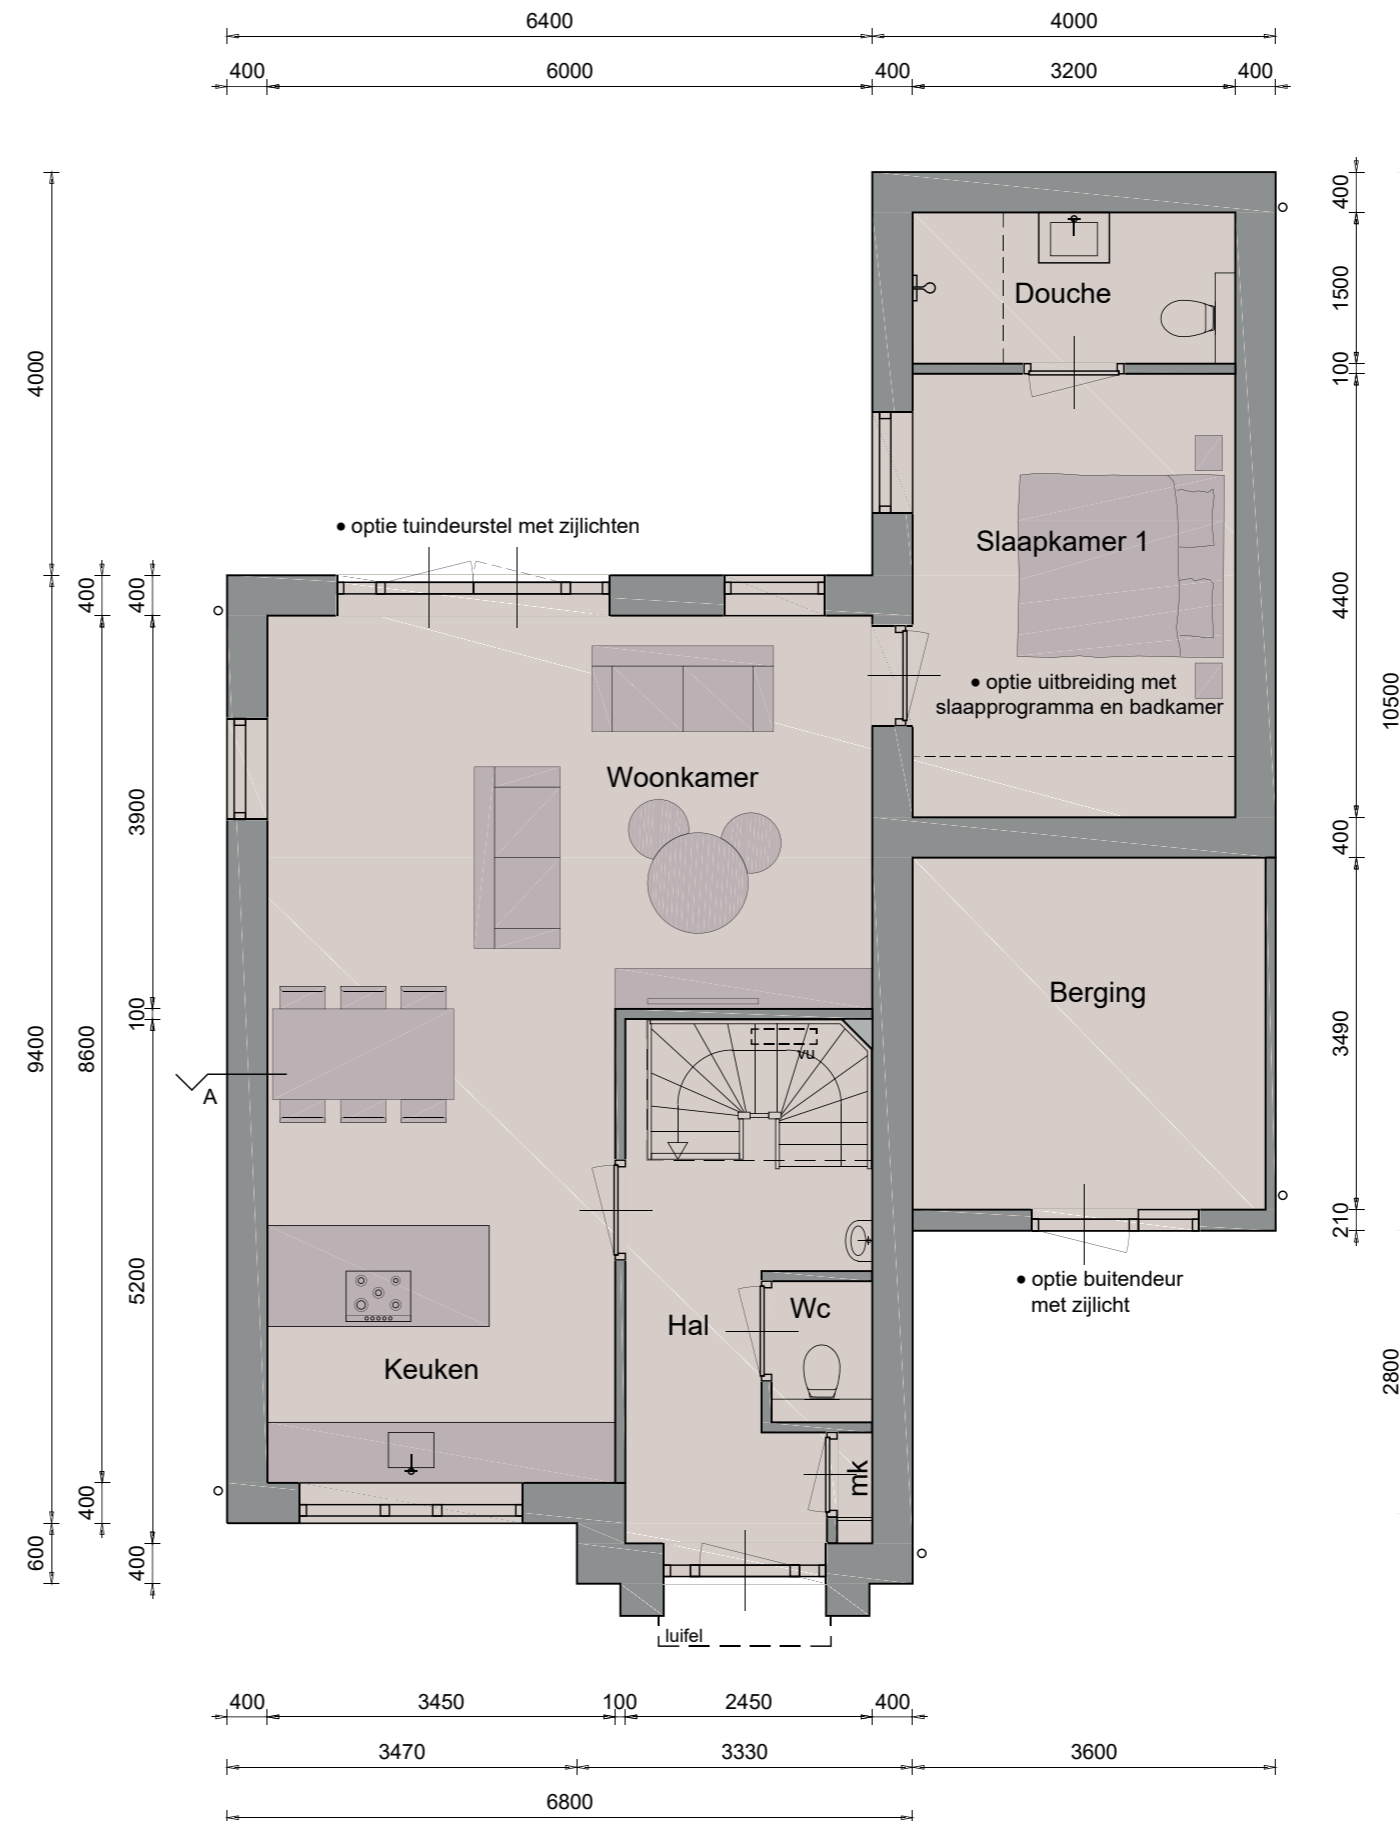 6400 4000
400 6000 400 3200 400
400
1500
Douche
4000
100
• optie tuindeurstel met zijlichten
Slaapkamer 1
400 400
4400
• optie uitbreiding met
slaapprogramma en badkamer
10500
Woonkamer
3900
400
Berging
100
vu
9400 8600
3490
A
210
5200
• optie buitendeur
met zijlicht
Wc
Hal
Keuken
2800
mk
400
600
400
luifel
400 3450 100 2450 400
3470 3330 3600
6800